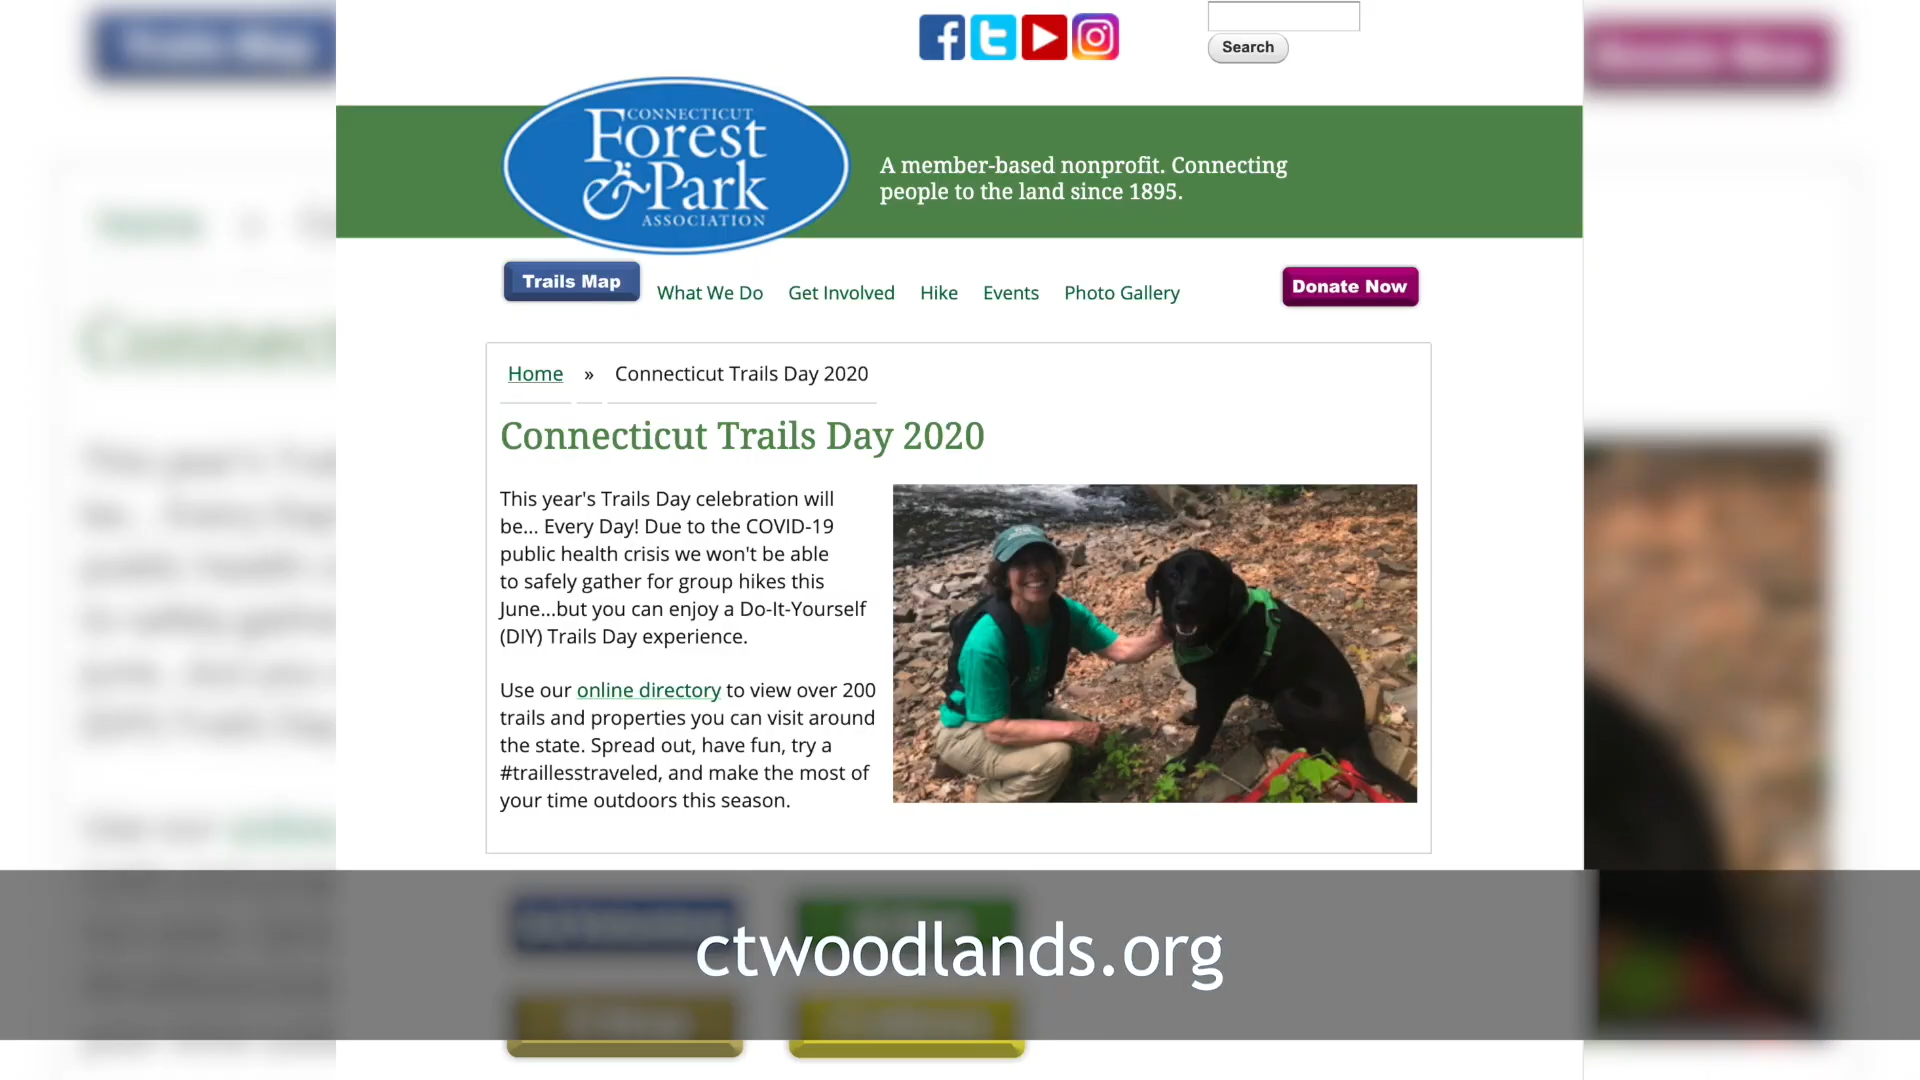 Search
CONNECTICUT
Forest
& Park
ASSOCIATION
A member-based nonprofit. Connecting
people to the land since 1895.
Trails Map
What We Do
Get Involved
Hike
Events
Photo Gallery
Donate Now
Home » Connecticut Trails Day 2020
Connecticut Trails Day 2020
This year's Trails Day celebration will
be... Every Day! Due to the COVID-19
public health crisis we won't be able
to safely gather for group hikes this
June...but you can enjoy a Do-It-Yourself
(DIY) Trails Day experience.
Use our online directory to view over 200
trails and properties you can visit around
the state. Spread out, have fun, try a
#traillesstraveled, and make the most of
your time outdoors this season.
ctwoodlands.org